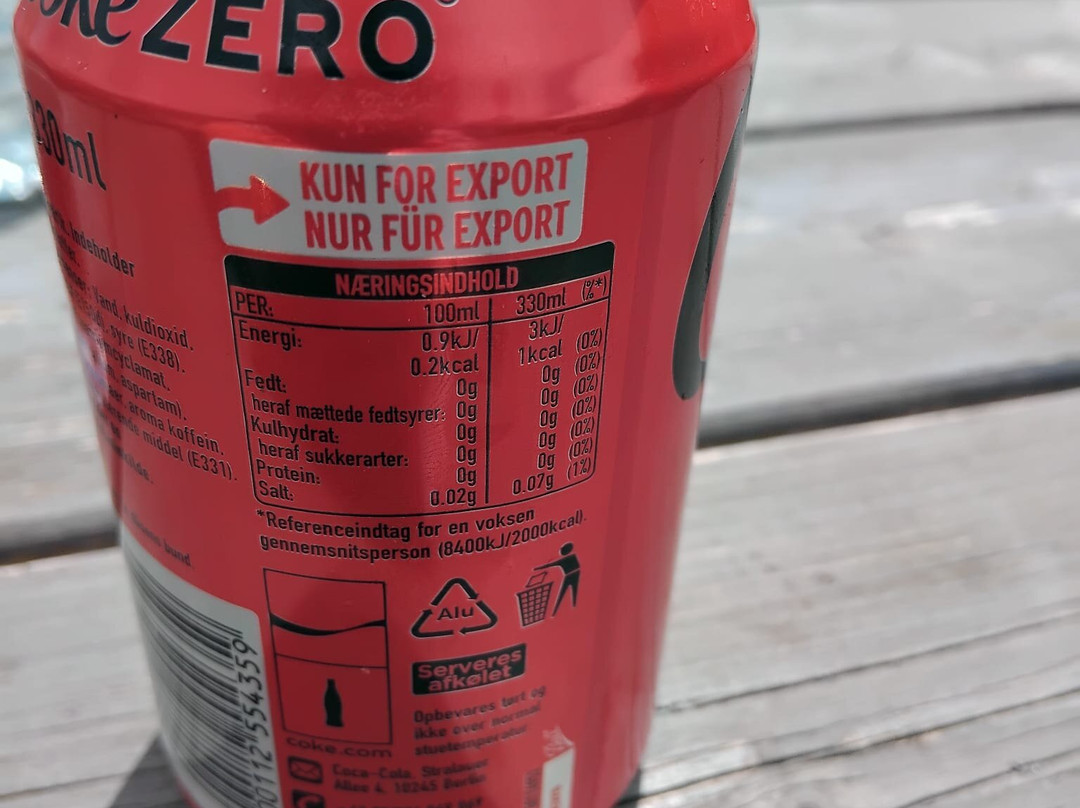 ZERO
30ml
KUN FOR EXPORT
NUR FÜR EXPORT
Indeholder
Vand, kuldioxid,
syre (E338),
cyclamat,
aspartam),
aroma koffein,
middel (E331).
bund
NÆRINGSINDHOLD
PER: 100ml 330ml (%*)
Energi: 0.9kJ/ 3kJ/
0.2kcal 1kcal (0%)
Fedt: 0g 0g (0%)
heraf mættede fedtsyrer: 0g 0g (0%)
Kulhydrat: 0g 0g (0%)
heraf sukkerarter: 0g 0g (0%)
Protein: 0g 0g (0%)
Salt: 0.02g 0.07g (1%)
*Referenceindtag for en voksen
gennemsnitsperson (8400kJ/2000kcal).
Alu
Serveres
afkølet
Opbevares tørt og
ikke over normal
stuetemperatur
coke.com
Coca-Cola, Stralauer
Allee 4, 10245 Berlin
00112 554359